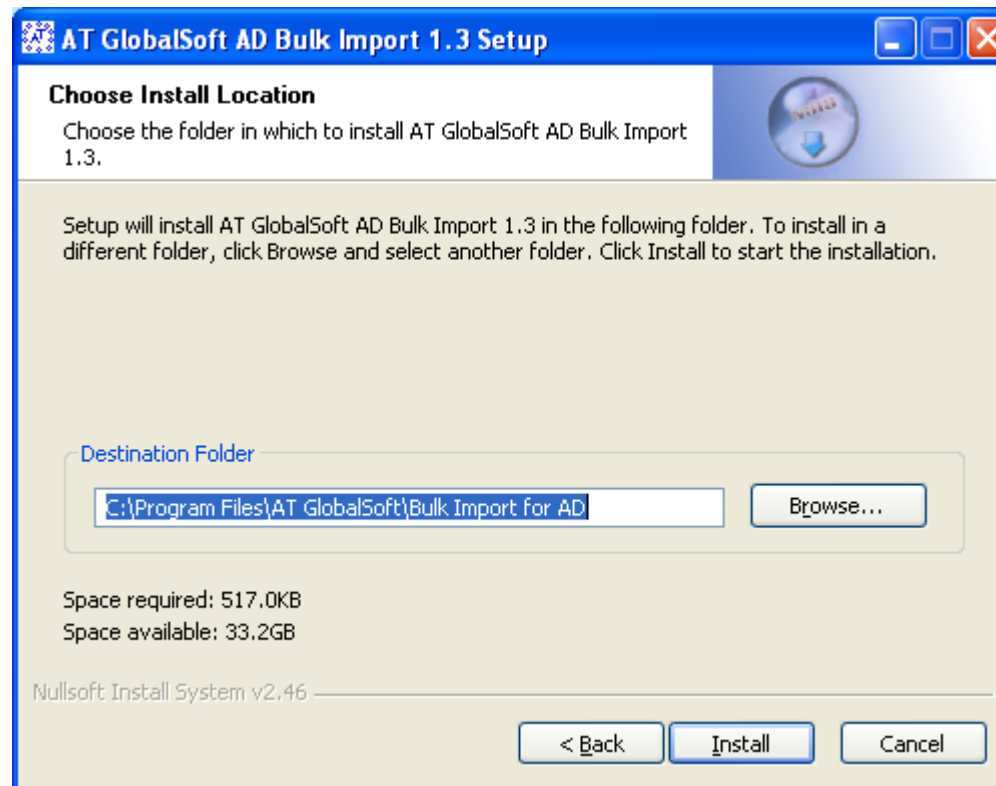 AT GlobalSoft AD Bulk Import 1.3 Setup
Choose Install Location
Choose the folder in which to install AT GlobalSoft AD Bulk Import
1.3.
Setup will install AT GlobalSoft AD Bulk Import 1.3 in the following folder. To install in a
different folder, click Browse and select another folder. Click Install to start the installation.
Destination Folder
C:\Program Files\AT GlobalSoft\Bulk Import for AD
Browse...
Space required: 517.0KB
Space available: 33.2GB
Nullsoft Install System v2.46
< Back
Install
Cancel